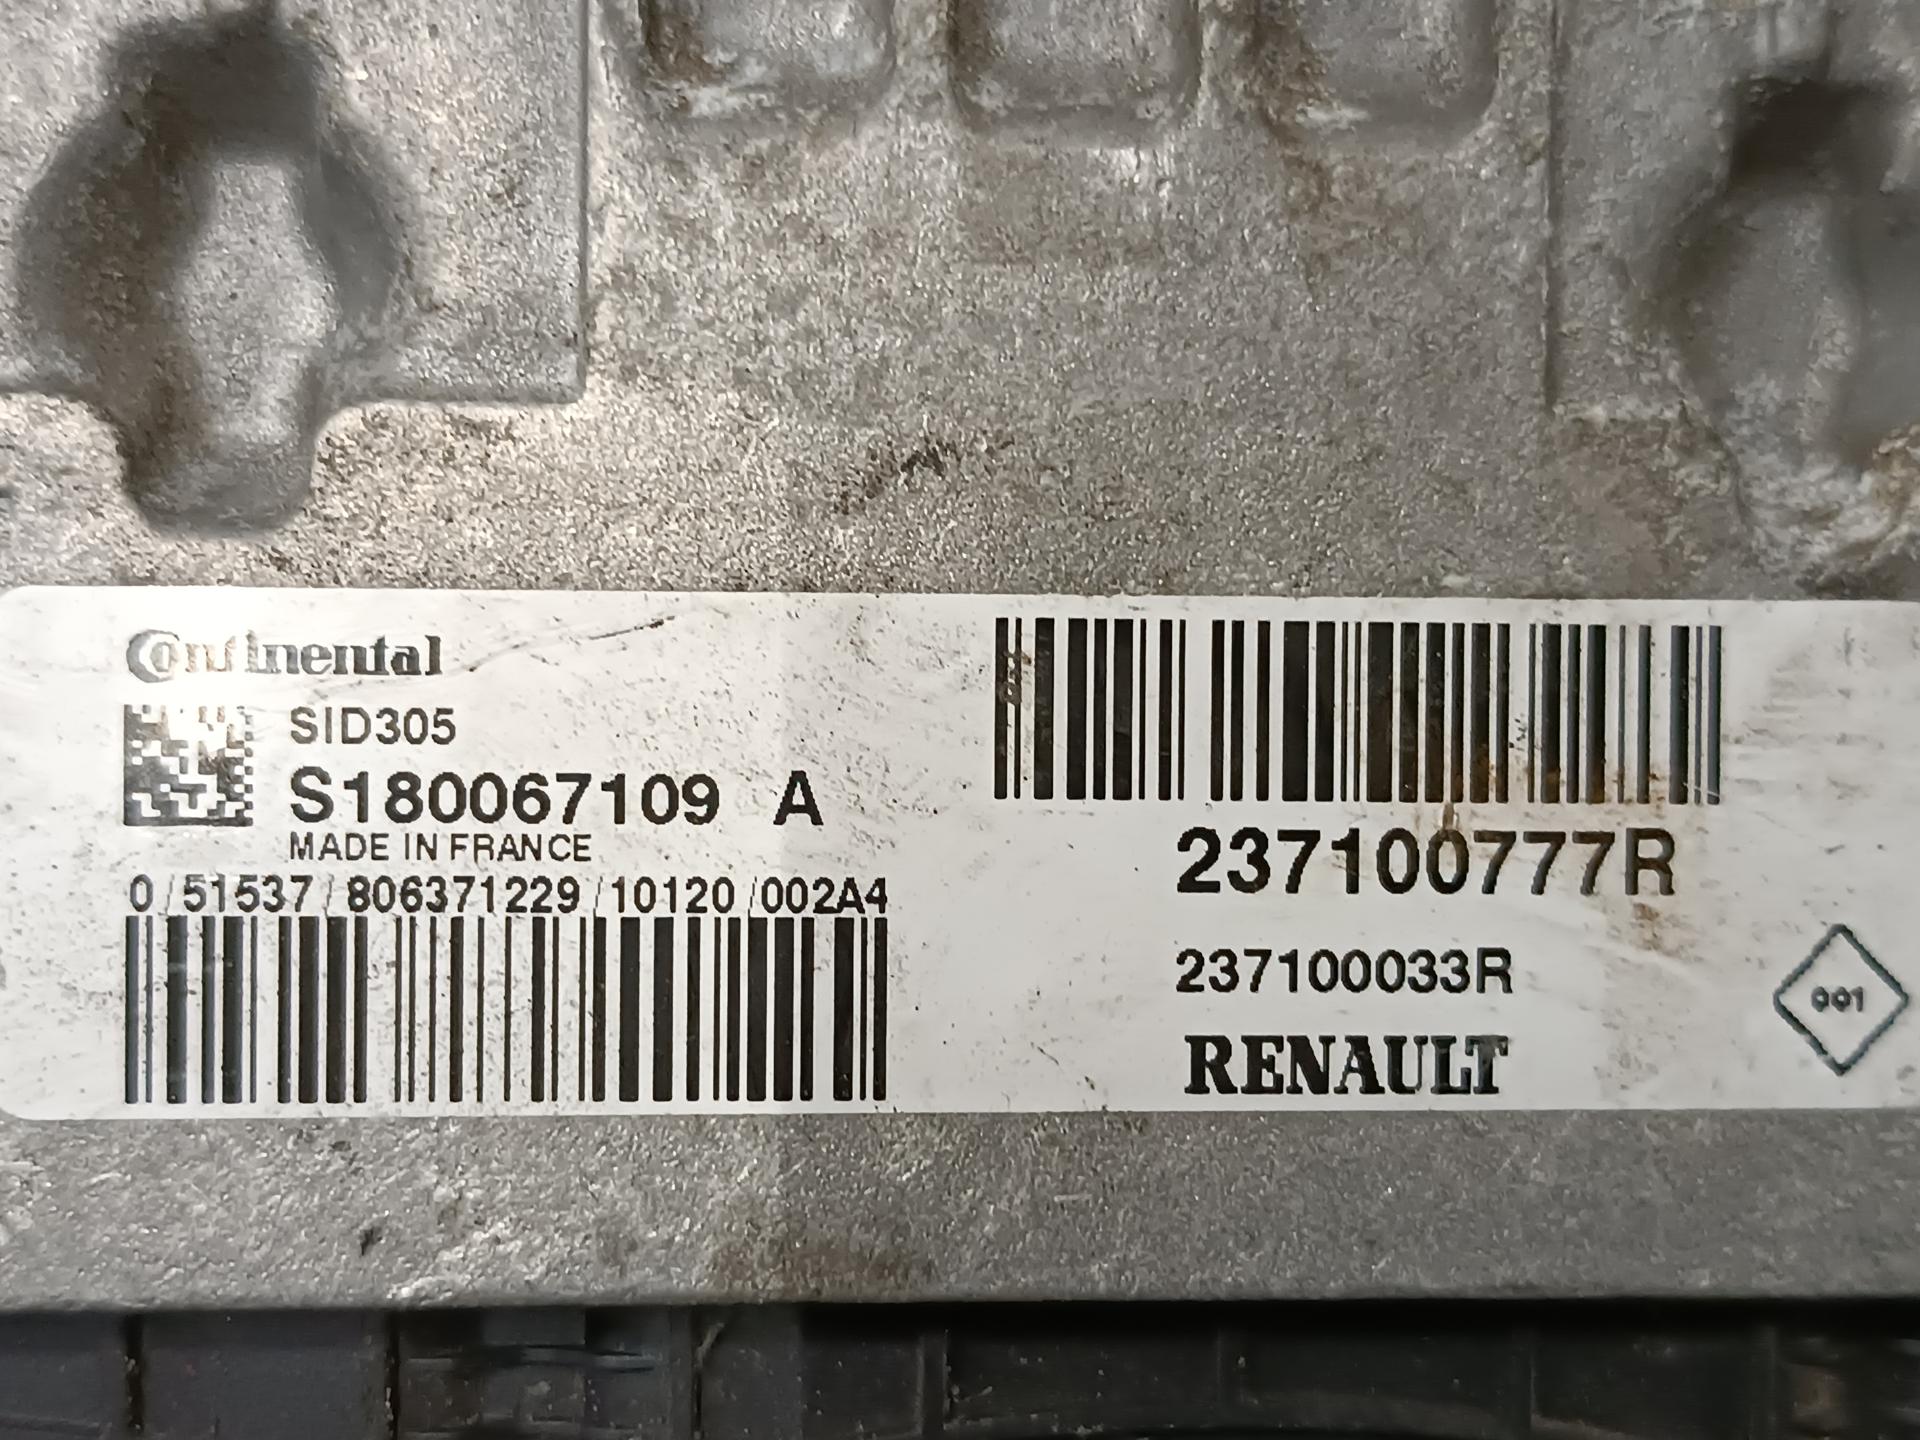 Continental
SID305
S180067109 A
MADE IN FRANCE
0/51537/806371229/10120/002A4
237100777R
237100033R
RENAULT
001